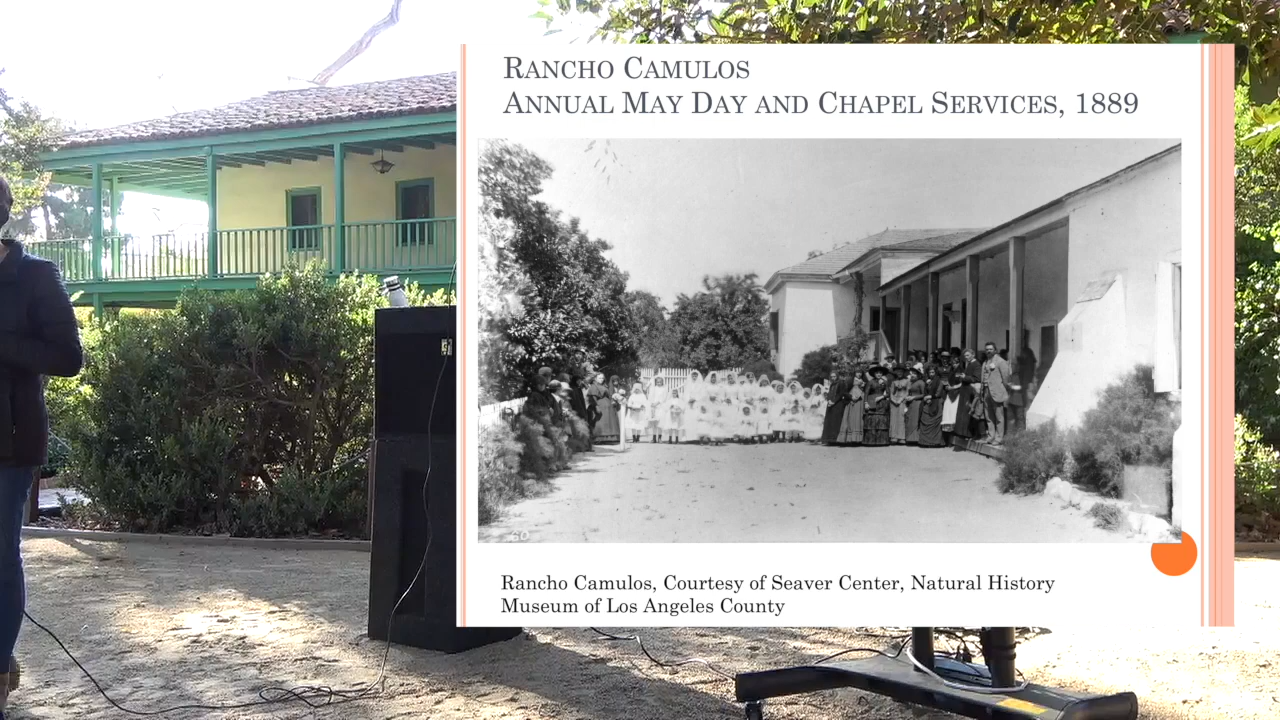 RANCHO CAMULOS
ANNUAL MAY DAY AND CHAPEL SERVICES, 1889
60
Rancho Camulos, Courtesy of Seaver Center, Natural History
Museum of Los Angeles County